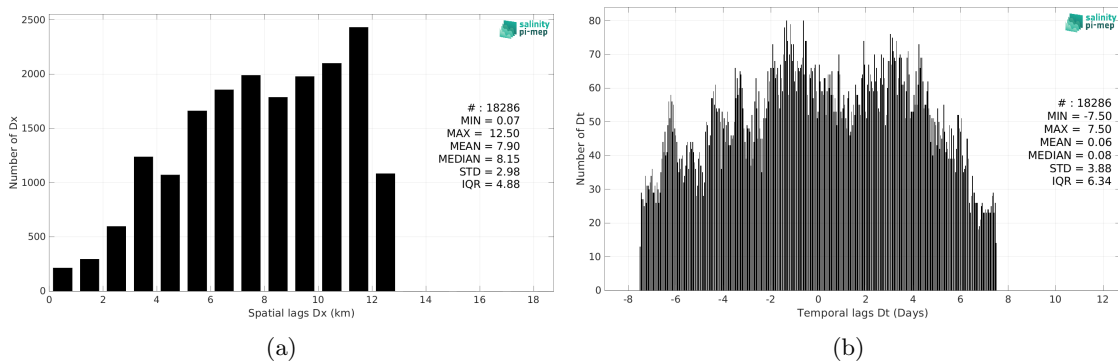 2500
2000
1500
1000
500
0
Number of Dx
0 2 4 6 8 10 12 14 16 18
Spatial lags Dx (km)
salinity
pi-mep
# : 18286
MIN = 0.07
MAX = 12.50
MEAN = 7.90
MEDIAN = 8.15
STD = 2.98
IQR = 4.88
(a)
80
70
60
50
40
30
20
10
0
Number of Dt
-8 -6 -4 -2 0 2 4 6 8 10 12
Temporal lags Dt (Days)
salinity
pi-mep
# : 18286
MIN = -7.50
MAX = 7.50
MEAN = 0.06
MEDIAN = 0.08
STD = 3.88
IQR = 6.34
(b)